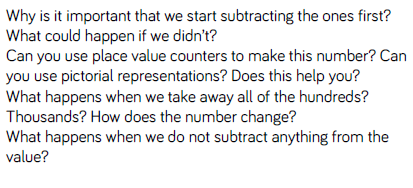 Why is it important that we start subtracting the ones first?
What could happen if we didn't?
Can you use place value counters to make this number? Can
you use pictorial representations? Does this help you?
What happens when we take away all of the hundreds?
Thousands? How does the number change?
What happens when we do not subtract anything from the
value?